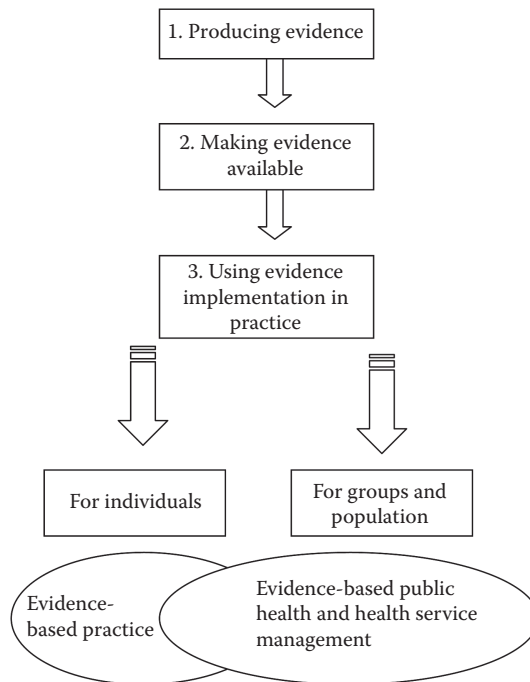 1. Producing evidence
2. Making evidence
available
3. Using evidence
implementation in
practice
For individuals
For groups and
population
Evidence-
based practice
Evidence-based public
health and health service
management